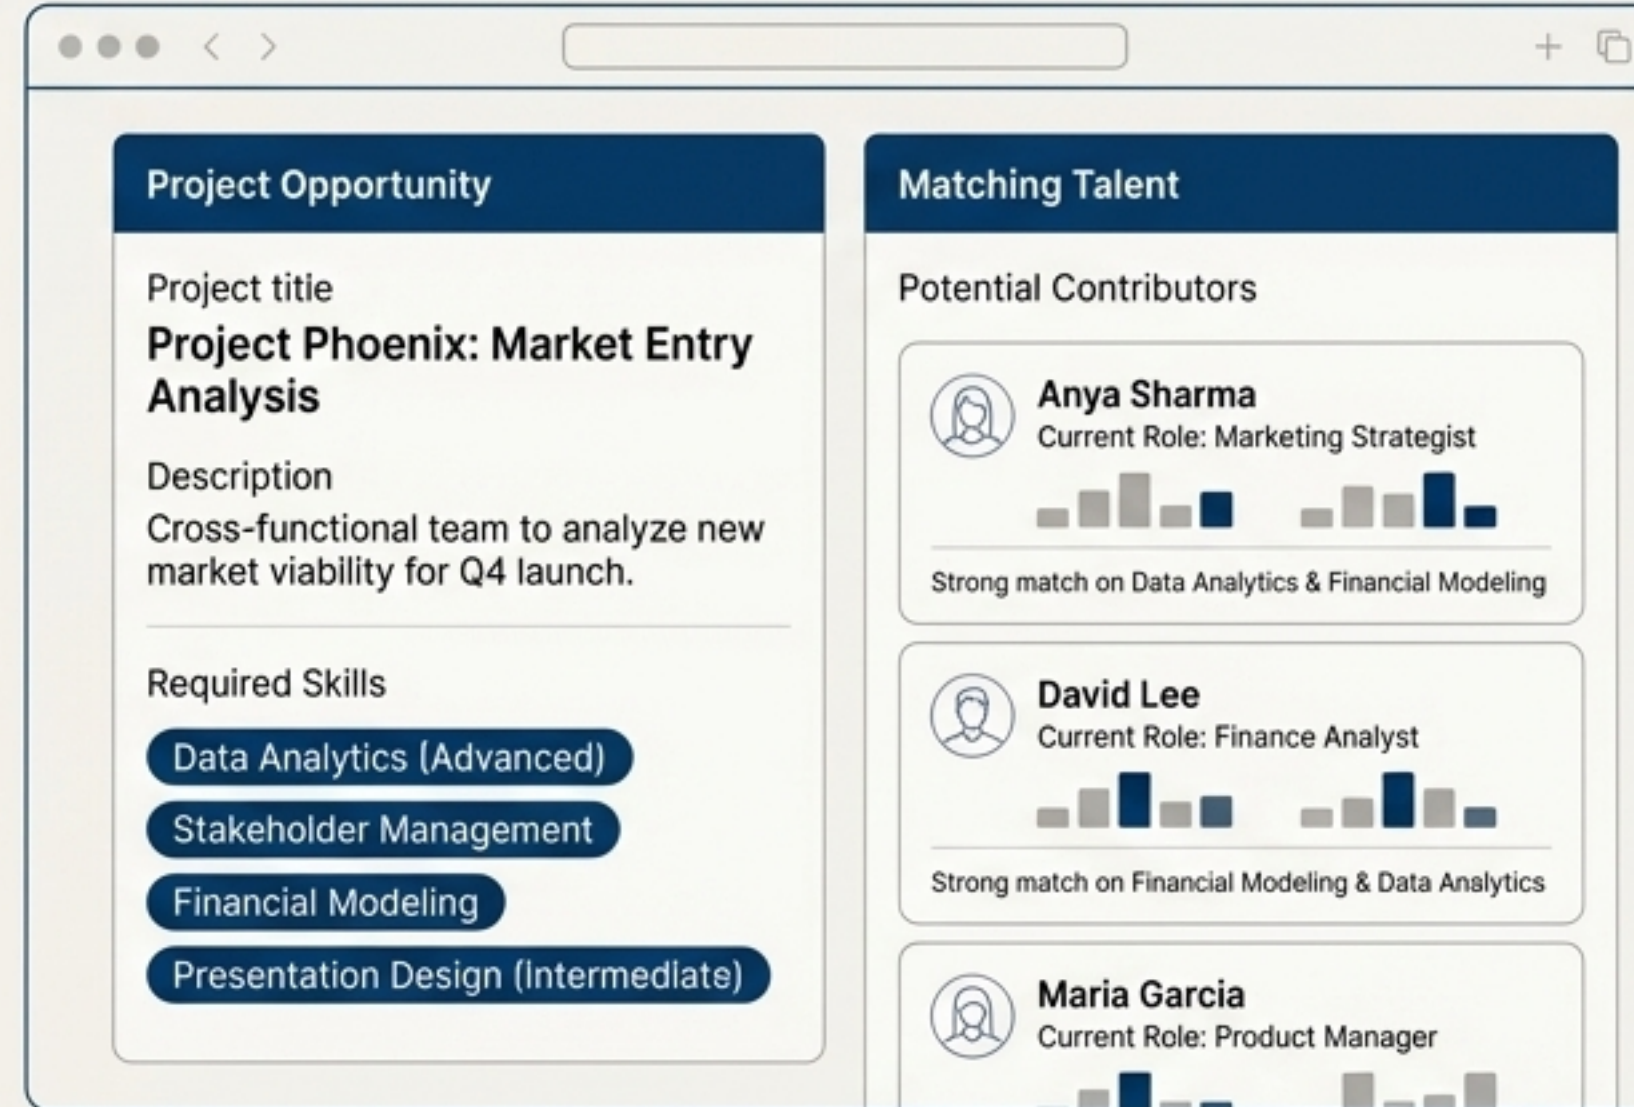 Project Opportunity
Project title
Project Phoenix: Market Entry
Analysis
Description
Cross-functional team to analyze new
market viability for Q4 launch.
Required Skills
Data Analytics (Advanced)
Stakeholder Management
Financial Modeling
Presentation Design (Intermediate)
Matching Talent
Potential Contributors
Anya Sharma
Current Role: Marketing Strategist
Strong match on Data Analytics & Financial Modeling
David Lee
Current Role: Finance Analyst
Strong match on Financial Modeling & Data Analytics
Maria Garcia
Current Role: Product Manager